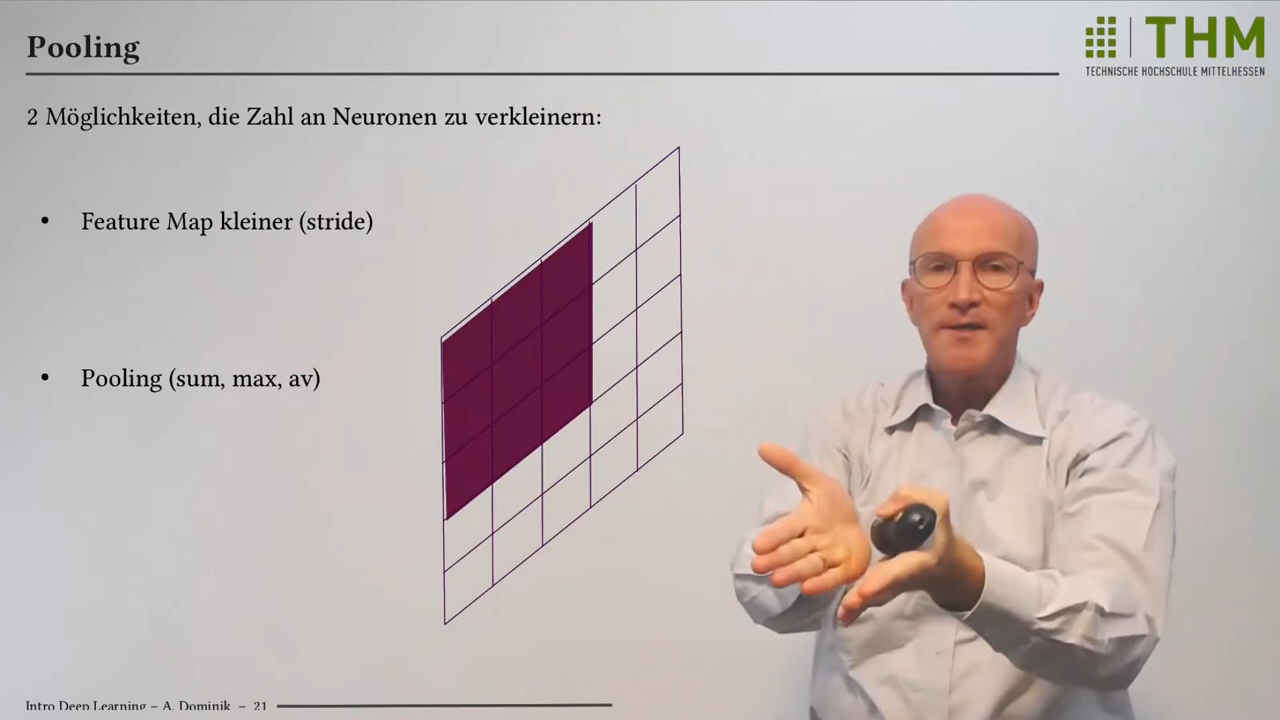 Pooling
THM
TECHNISCHE HOCHSCHULE MITTELHESSEN
2 Möglichkeiten, die Zahl an Neuronen zu verkleinern:
• Feature Map kleiner (stride)
• Pooling (sum, max, av)
Intro Deep Learning – A. Dominik – 21